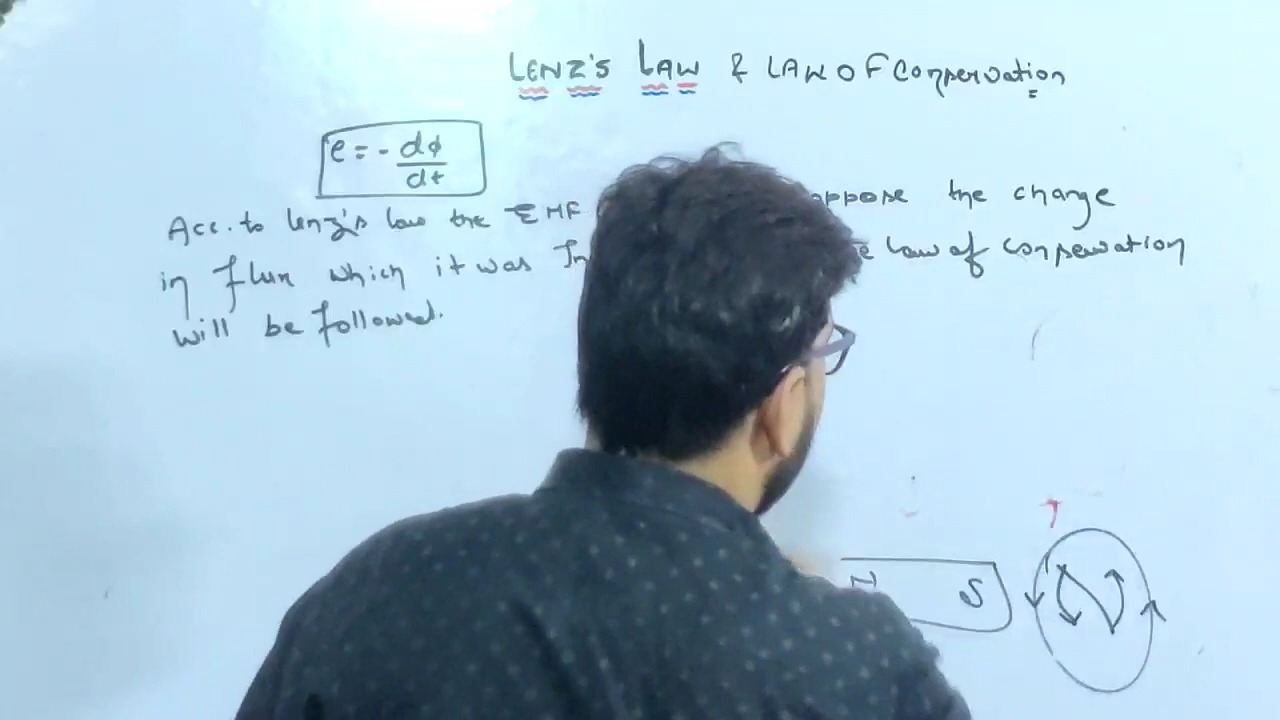 LENZ'S LAW & LAW OF Conservation
e = - dφ/dt
Acc. to lenz's law the EMF oppose the change
in flux which it was In law of conservation
will be followed.
N S N